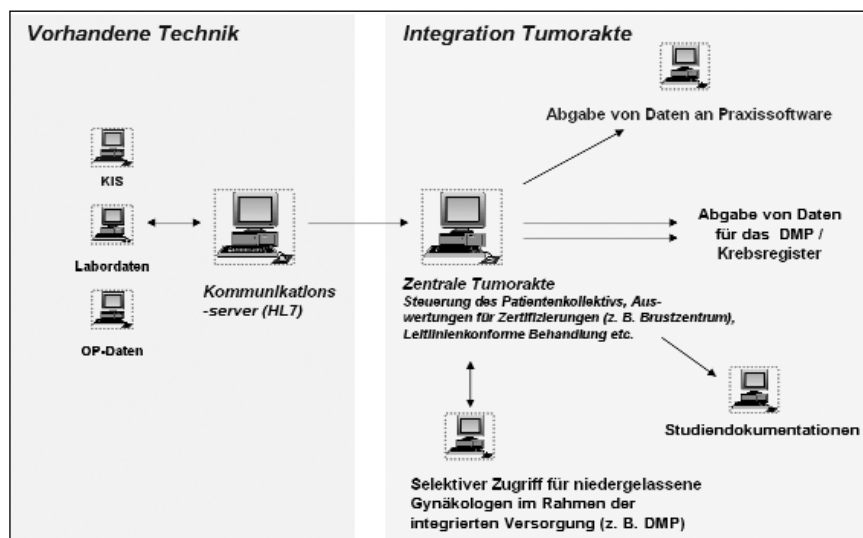 Vorhandene Technik
KIS
Labordaten
OP-Daten
Kommunikations
-server (HL7)
Integration Tumorakte
Abgabe von Daten an Praxissoftware
Abgabe von Daten
für das DMP /
Krebsregister
Zentrale Tumorakte
Steuerung des Patientenkollektivs, Aus-
wertungen für Zertifizierungen (z. B. Brustzentrum),
Leitlinienkonforme Behandlung etc.
Studiendokumentationen
Selektiver Zugriff für niedergelassene
Gynäkologen im Rahmen der
integrierten Versorgung (z. B. DMP)